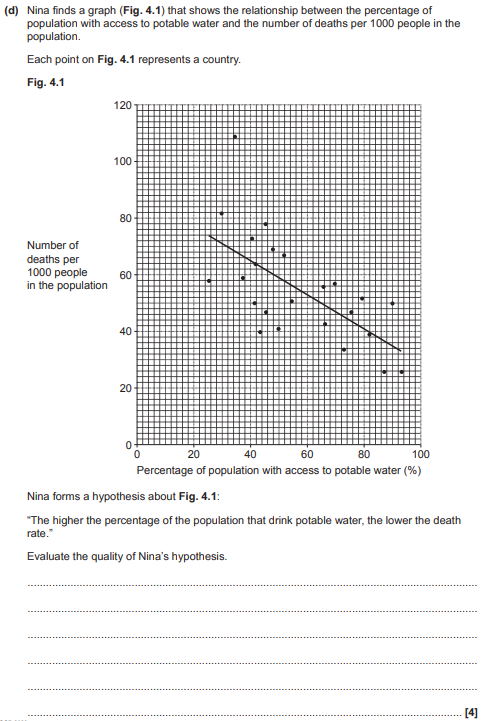 (d) Nina finds a graph (Fig. 4.1) that shows the relationship between the percentage of
population with access to potable water and the number of deaths per 1000 people in the
population.
Each point on Fig. 4.1 represents a country.
Fig. 4.1
120
100
80
60
40
20
0
Number of
deaths per
1000 people
in the population
0 20 40 60 80 100
Percentage of population with access to potable water (%)
Nina forms a hypothesis about Fig. 4.1:
“The higher the percentage of the population that drink potable water, the lower the death
rate.”
Evaluate the quality of Nina’s hypothesis.
[4]